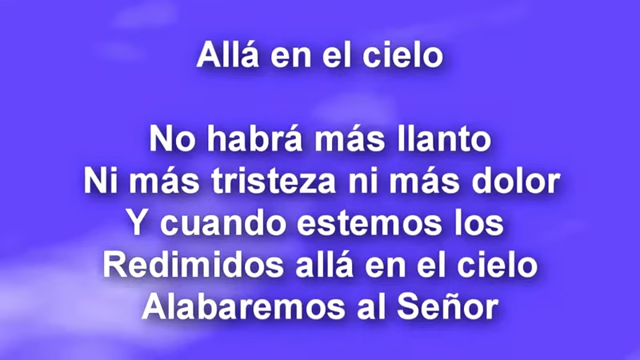 Allá en el cielo
No habrá más llanto
Ni más tristeza ni más dolor
Y cuando estemos los
Redimidos allá en el cielo
Alabaremos al Señor